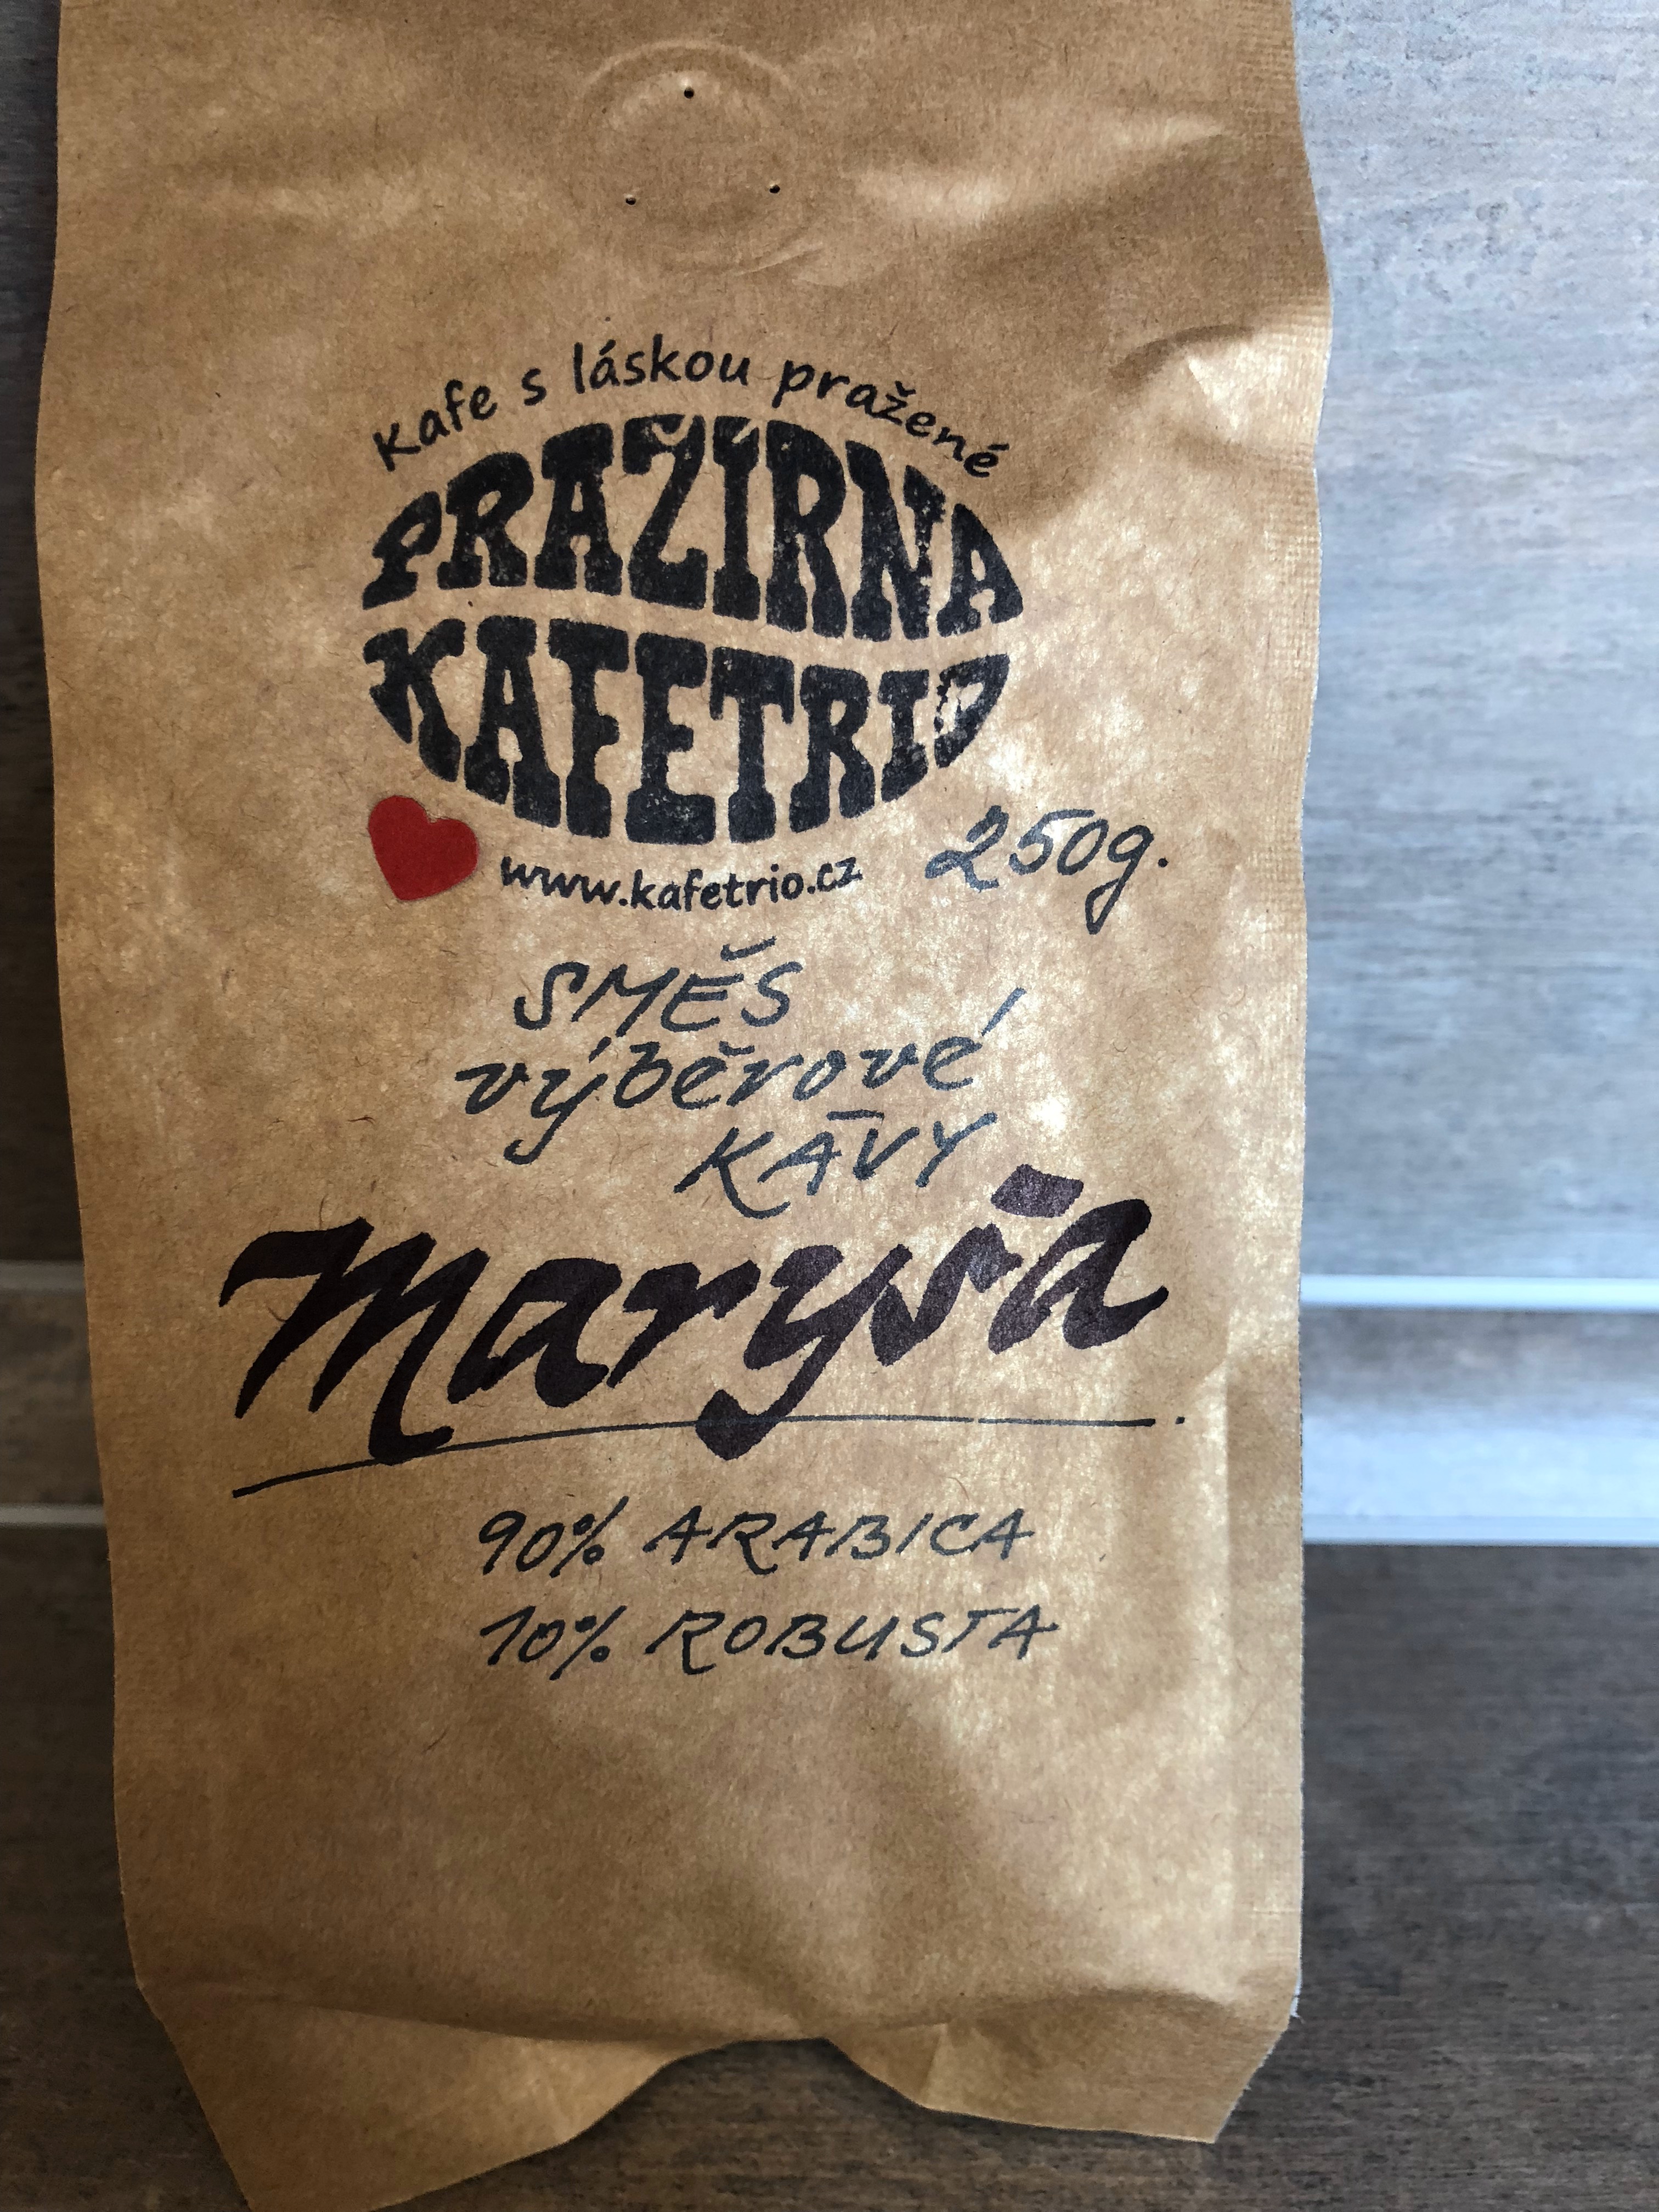 Kafe s láskou pražené
PRAŽÍRNA
KAFETRIO
www.kafetrio.cz
250g.
SMĚS
výběrové
KÁVY
Maryša
90% ARABICA
10% ROBUSTA